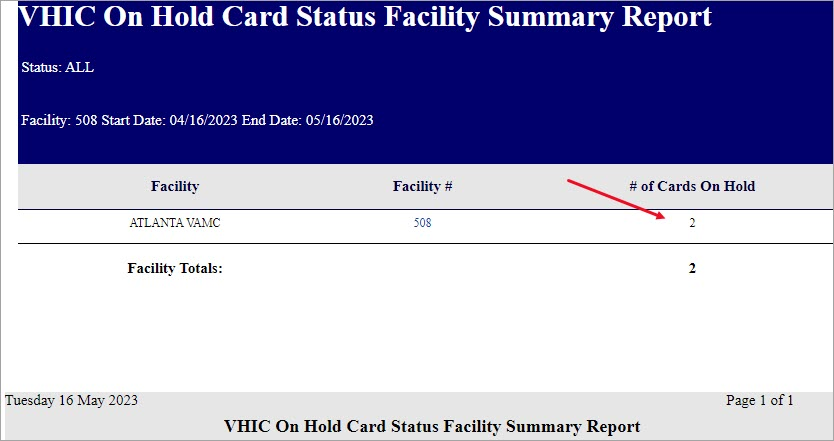 VHIC On Hold Card Status Facility Summary Report
Status: ALL
Facility: 508 Start Date: 04/16/2023 End Date: 05/16/2023
Facility Facility # # of Cards On Hold
ATLANTA VAMC 508 2
Facility Totals: 2
Tuesday 16 May 2023 Page 1 of 1
VHIC On Hold Card Status Facility Summary Report